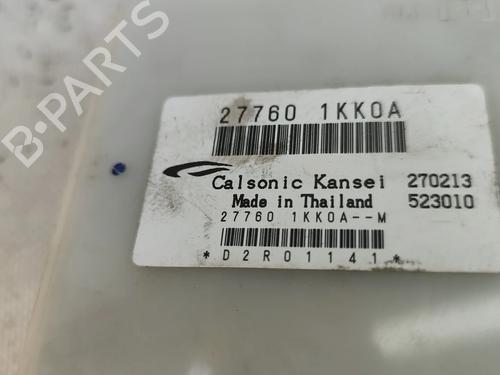 B-PARTS
27760 1KK0A
Calsonic Kansei 270213
Made in Thailand 523010
27760 1KK0A--M
*D2R01141*